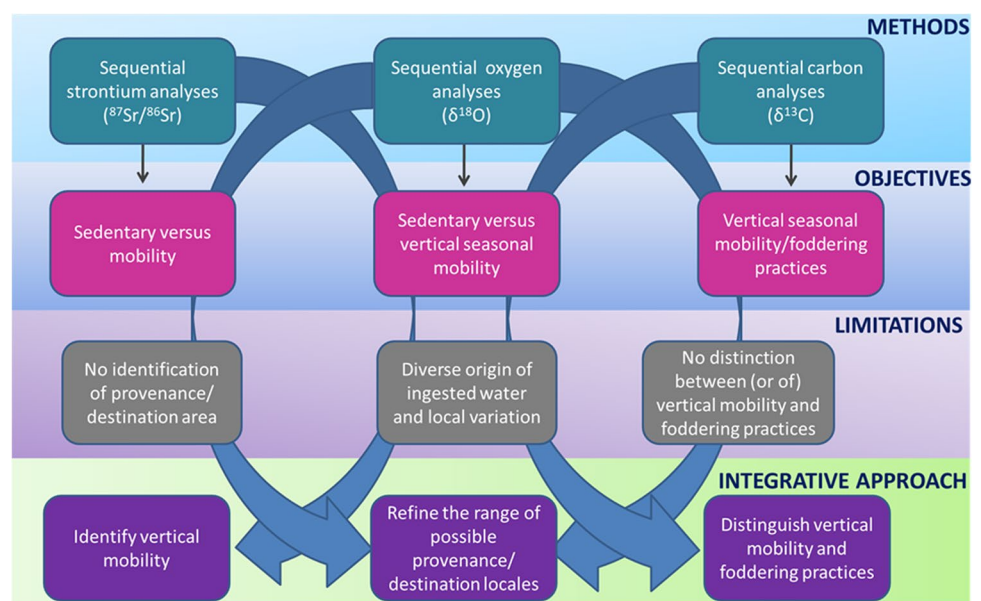 METHODS
Sequential
strontium analyses
(⁸⁷Sr/⁸⁶Sr)
Sequential oxygen
analyses
(δ¹⁸O)
Sequential carbon
analyses
(δ¹³C)
OBJECTIVES
Sedentary versus
mobility
Sedentary versus
vertical seasonal
mobility
Vertical seasonal
mobility/foddering
practices
LIMITATIONS
No identification
of provenance/
destination area
Diverse origin of
ingested water
and local variation
No distinction
between (or of)
vertical mobility and
foddering practices
INTEGRATIVE APPROACH
Identify vertical
mobility
Refine the range of
possible
provenance/
destination locales
Distinguish vertical
mobility and
foddering practices